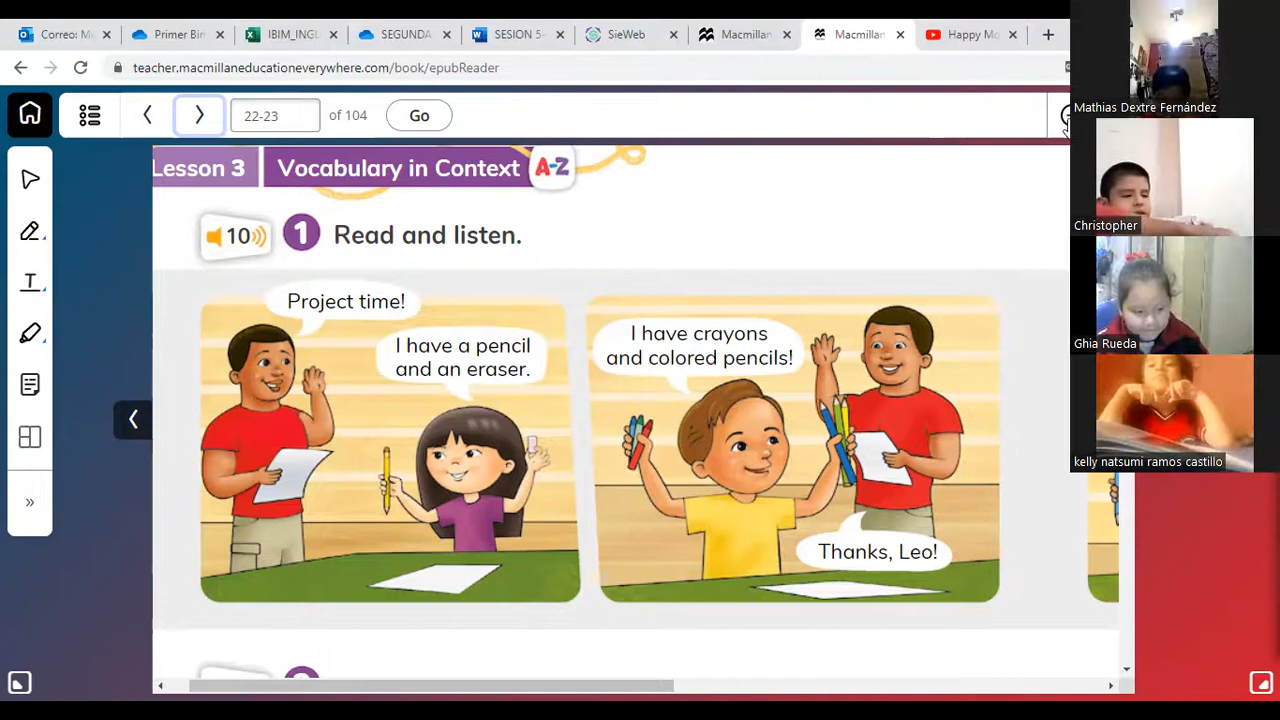 Correo: M
Primer Bin
IBIM_INGL
SEGUNDA
SESION 5-
SieWeb
Macmillan
Macmillan
Happy Mo
teacher.macmillaneducationeverywhere.com/book/epubReader
22-23
of 104
Go
Lesson 3
Vocabulary in Context
A-Z
10
1
Read and listen.
Project time!
I have a pencil
and an eraser.
I have crayons
and colored pencils!
Thanks, Leo!
Mathias Dextre Fernández
Christopher
Ghia Rueda
kelly natsumi ramos castillo